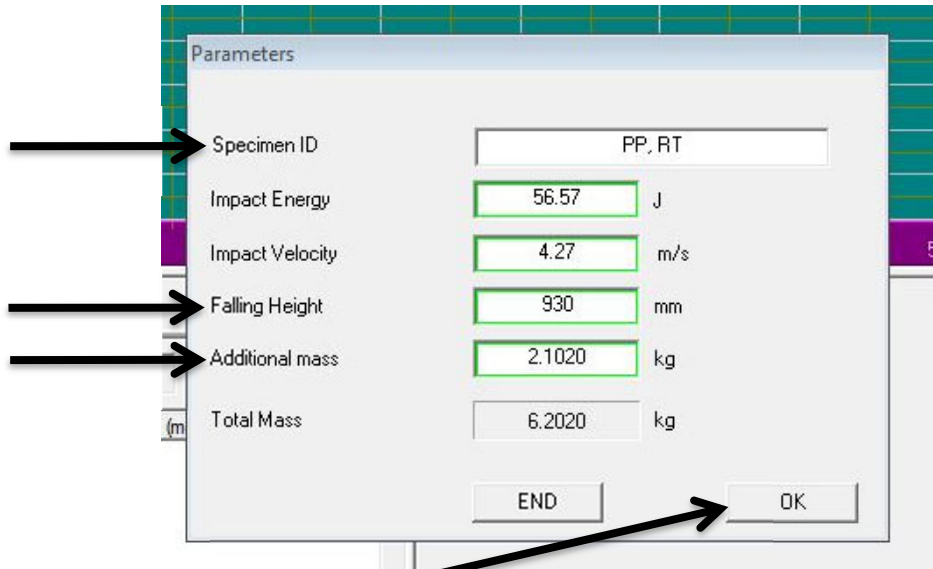 Parameters
Specimen ID PP, RT
Impact Energy 56.57 J
Impact Velocity 4.27 m/s
5
Falling Height 930 mm
Additional mass 2.1020 kg
(m
Total Mass 6.2020 kg
END OK